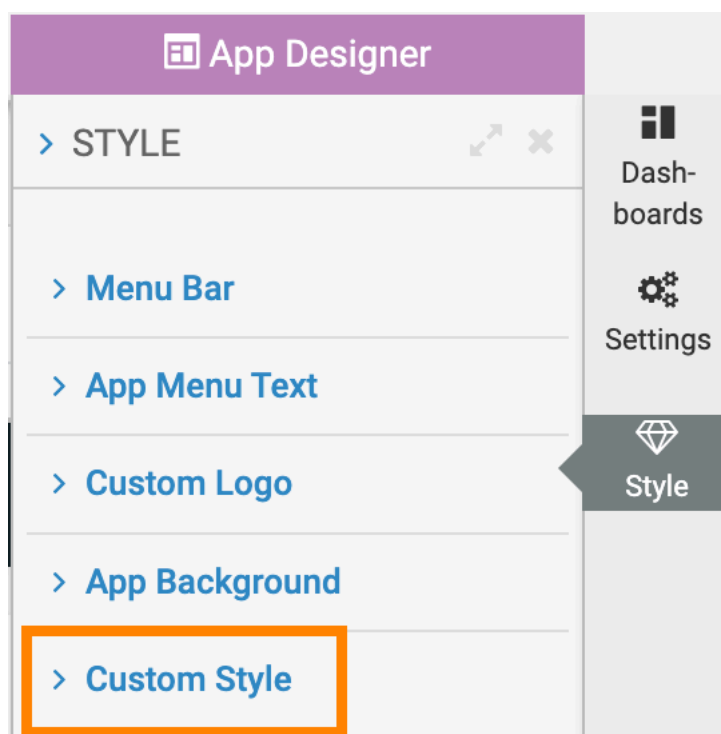 App Designer
STYLE
Menu Bar
App Menu Text
Custom Logo
App Background
Custom Style
Dash-
boards
Settings
Style